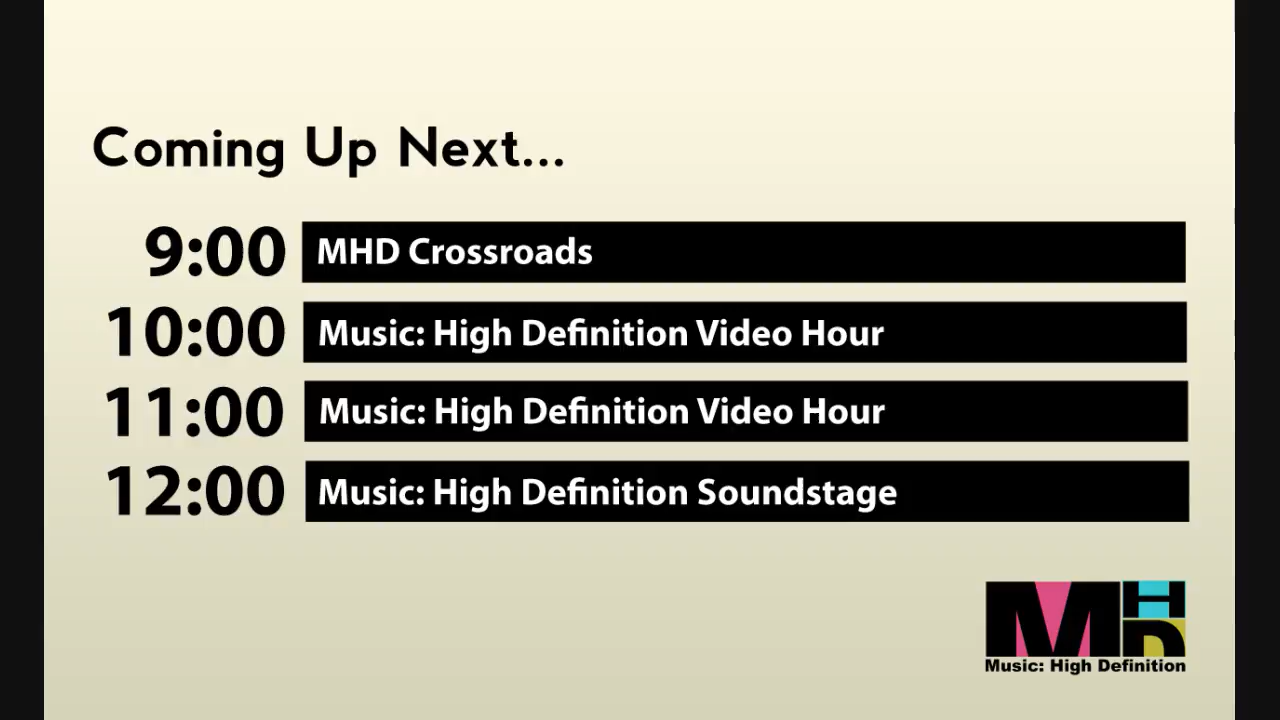 Coming Up Next...
9:00 MHD Crossroads
10:00 Music: High Definition Video Hour
11:00 Music: High Definition Video Hour
12:00 Music: High Definition Soundstage
MHD
Music: High Definition